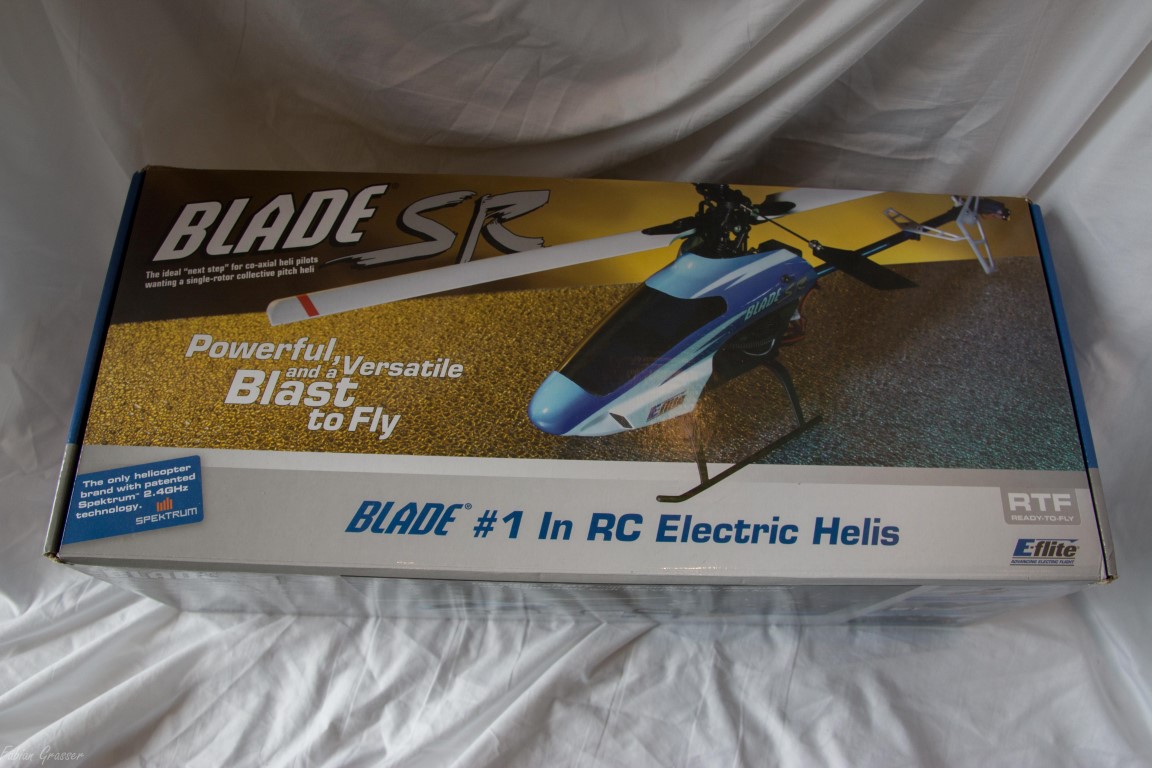 BLADE® SR
The ideal "next step" for co-axial heli pilots
wanting a single-rotor collective pitch heli
BLADE SR
Powerful, Versatile
and a
Blast
to Fly
E-flite
The only helicopter
brand with patented
Spektrum™ 2.4GHz
technology.
SPEKTRUM
BLADE® #1 In RC Electric Helis
RTF
READY-TO-FLY
E-flite®
ADVANCING ELECTRIC FLIGHT
Fabian Grasser